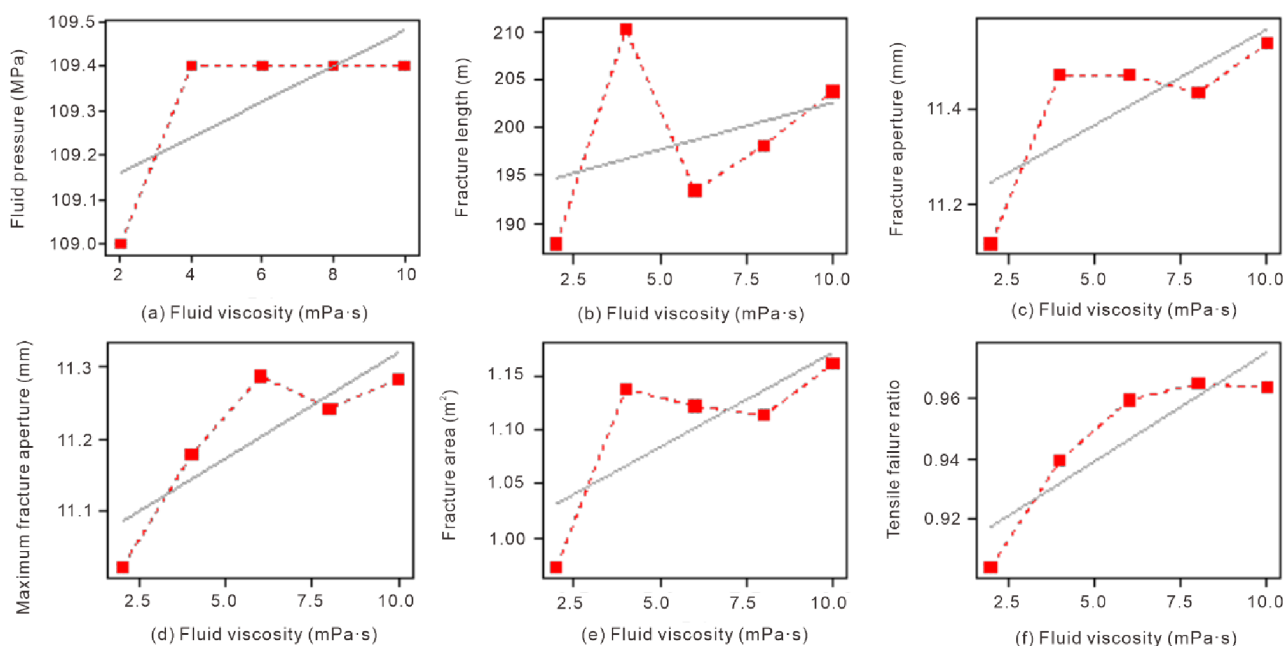 Fluid pressure (MPa)
109.5
109.4
109.3
109.2
109.1
109.0
2 4 6 8 10
(a) Fluid viscosity (mPa·s)
Fracture length (m)
210
205
200
195
190
2.5 5.0 7.5 10.0
(b) Fluid viscosity (mPa·s)
Fracture aperture (mm)
11.4
11.2
2.5 5.0 7.5 10.0
(c) Fluid viscosity (mPa·s)
Maximum fracture aperture (mm)
11.3
11.2
11.1
2.5 5.0 7.5 10.0
(d) Fluid viscosity (mPa·s)
Fracture area (m²)
1.15
1.10
1.05
1.00
2.5 5.0 7.5 10.0
(e) Fluid viscosity (mPa·s)
Tensile failure ratio
0.96
0.94
0.92
2.5 5.0 7.5 10.0
(f) Fluid viscosity (mPa·s)